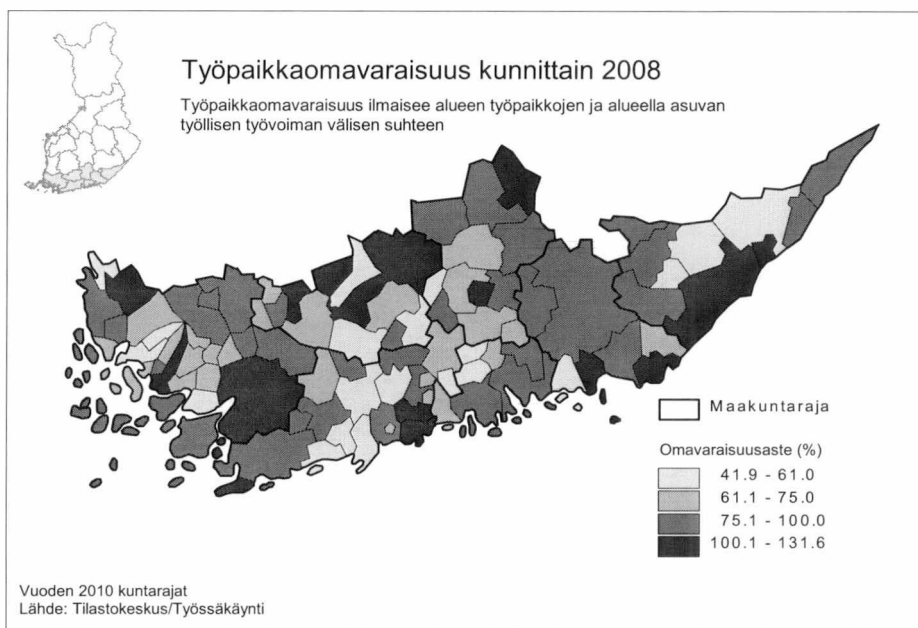 Työpaikkaomavaraisuus kunnittain 2008
Työpaikkaomavaraisuus ilmaisee alueen työpaikkojen ja alueella asuvan
työllisen työvoiman välisen suhteen
Maakuntaraja
Omavaraisuusaste (%)
41.9 - 61.0
61.1 - 75.0
75.1 - 100.0
100.1 - 131.6
Vuoden 2010 kuntarajat
Lähde: Tilastokeskus/Työssäkäynti